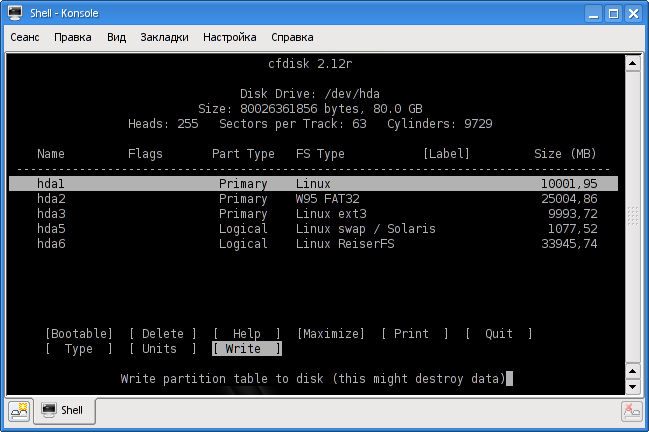 Shell - Konsole
Сеанс Правка Вид Закладки Настройка Справка
cfdisk 2.12r
Disk Drive: /dev/hda
Size: 80026361856 bytes, 80.0 GB
Heads: 255 Sectors per Track: 63 Cylinders: 9729
Name Flags Part Type FS Type [Label] Size (MB)
hda1 Primary Linux 10001,95
hda2 Primary W95 FAT32 25004,86
hda3 Primary Linux ext3 9993,72
hda5 Logical Linux swap / Solaris 1077,52
hda6 Logical Linux ReiserFS 33945,74
[Bootable] [ Delete ] [ Help ] [Maximize] [ Print ] [ Quit ]
[ Type ] [ Units ] [ Write ]
Write partition table to disk (this might destroy data)
Shell